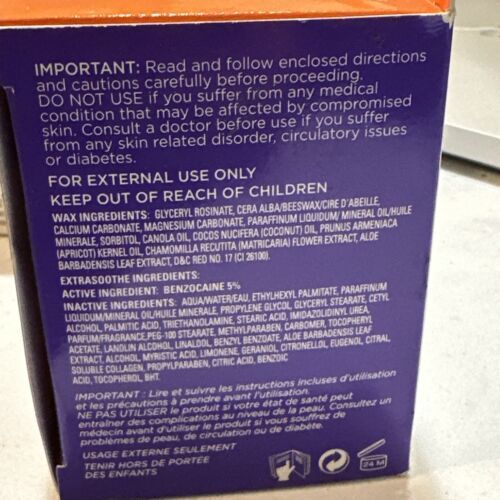 IMPORTANT: Read and follow enclosed directions
and cautions carefully before proceeding.
DO NOT USE if you suffer from any medical
condition that may be affected by compromised
skin. Consult a doctor before use if you suffer
from any skin related disorder, circulatory issues
or diabetes.
FOR EXTERNAL USE ONLY
KEEP OUT OF REACH OF CHILDREN
WAX INGREDIENTS: GLYCERYL ROSINATE, CERA ALBA/BEESWAX/CIRE D'ABEILLE,
CALCIUM CARBONATE, MAGNESIUM CARBONATE, PARAFFINUM LIQUIDUM/ MINERAL OIL/HUILE
MINERALE, SORBITOL, CANOLA OIL, COCOS NUCIFERA (COCONUT) OIL, PRUNUS ARMENIACA
(APRICOT) KERNEL OIL, CHAMOMILLA RECUTITA (MATRICARIA) FLOWER EXTRACT, ALOE
BARBADENSIS LEAF EXTRACT, D&C RED NO. 17 (CI 26100).
EXTRASOOTHE INGREDIENTS:
ACTIVE INGREDIENT: BENZOCAINE 5%
INACTIVE INGREDIENTS: AQUA/WATER/EAU, ETHYLHEXYL PALMITATE, PARAFFINUM
LIQUIDUM/MINERAL OIL/HUILE MINERALE, PROPYLENE GLYCOL, GLYCERYL STEARATE, CETYL
ALCOHOL, PALMITIC ACID, TRIETHANOLAMINE, STEARIC ACID, IMIDAZOLIDINYL UREA,
PARFUM/FRAGRANCE,PEG-100 STEARATE, METHYLPARABEN, CARBOMER, TOCOPHERYL
ACETATE, LANOLIN ALCOHOL LINALOOL, BENZYL BENZOATE, ALOE BARBADENSIS LEAF
EXTRACT, ALCOHOL, MYRISTIC ACID, LIMONENE, GERANIOL, CITRONELLOL, EUGENOL, CITRAL,
SOLUBLE COLLAGEN, PROPYLPARABEN, CITRIC ACID, BENZOIC
ACID, TOCOPHEROL, BHT.
IMPORTANT : Lire et suivre les instructions incluses d'utilisation
et les précautions à prendre avant l'utilisation.
NE PAS UTILISER le produit si votre état de santé peut
entraîner des complications au niveau de la peau. Consultez un
médecin avant d'utiliser le produit si vous souffrez de
problèmes de peau, de circulation ou de diabète.
USAGE EXTERNE SEULEMENT
TENIR HORS DE PORTÉE
DES ENFANTS
24 M